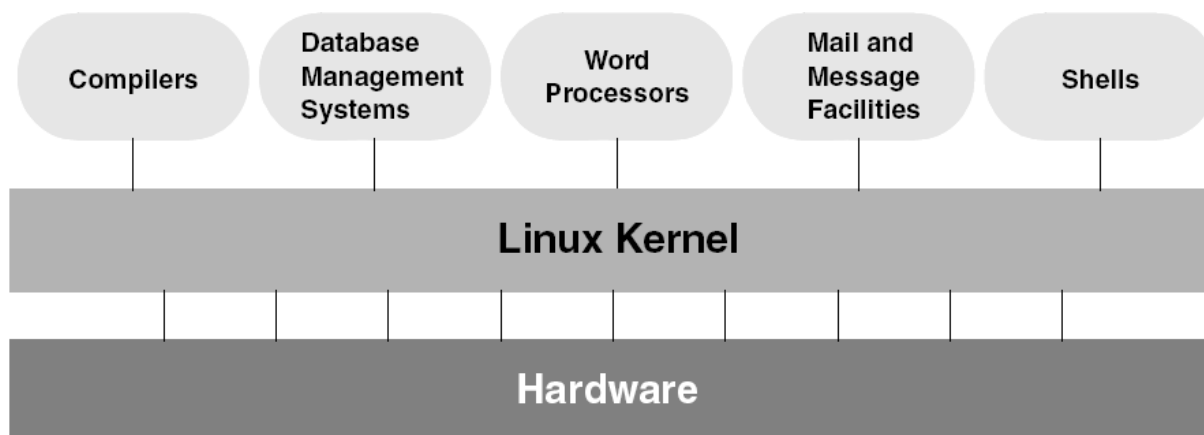 Compilers
Database
Management
Systems
Word
Processors
Mail and
Message
Facilities
Shells
Linux Kernel
Hardware